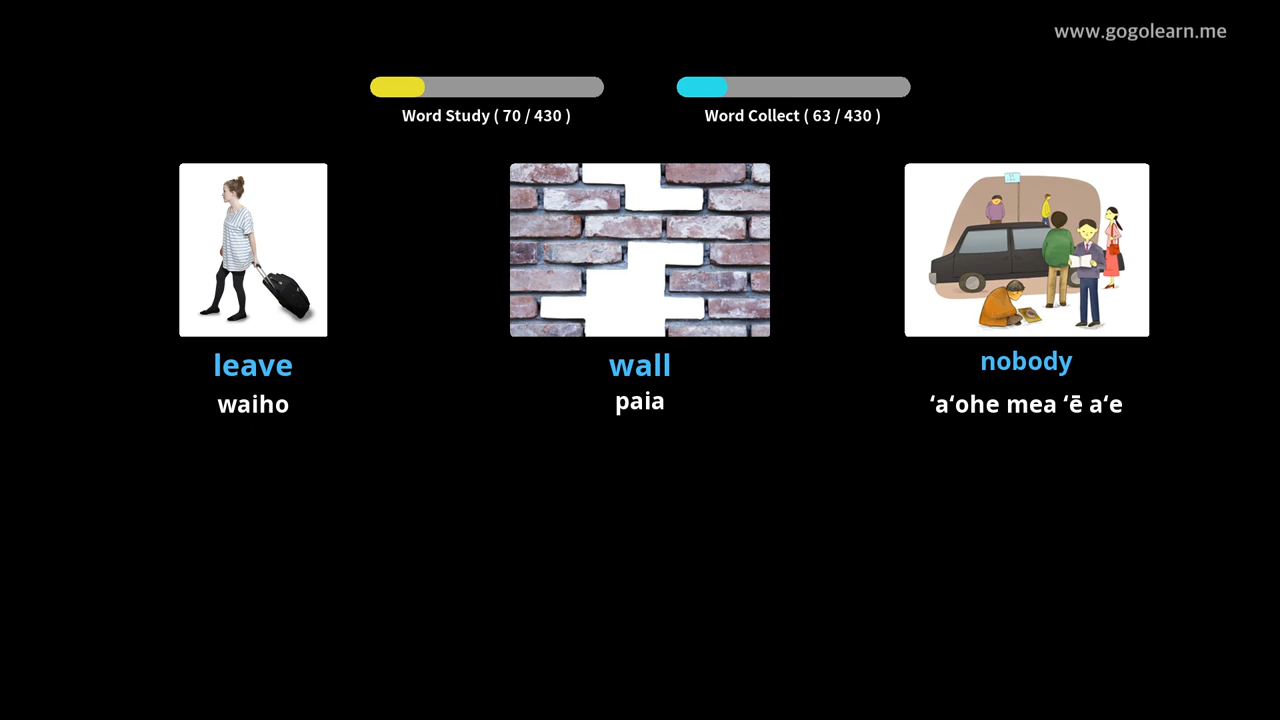 www.gogolearn.me
Word Study ( 70 / 430 )
Word Collect ( 63 / 430 )
leave
waiho
wall
paia
nobody
ʻaʻohe mea ʻē aʻe